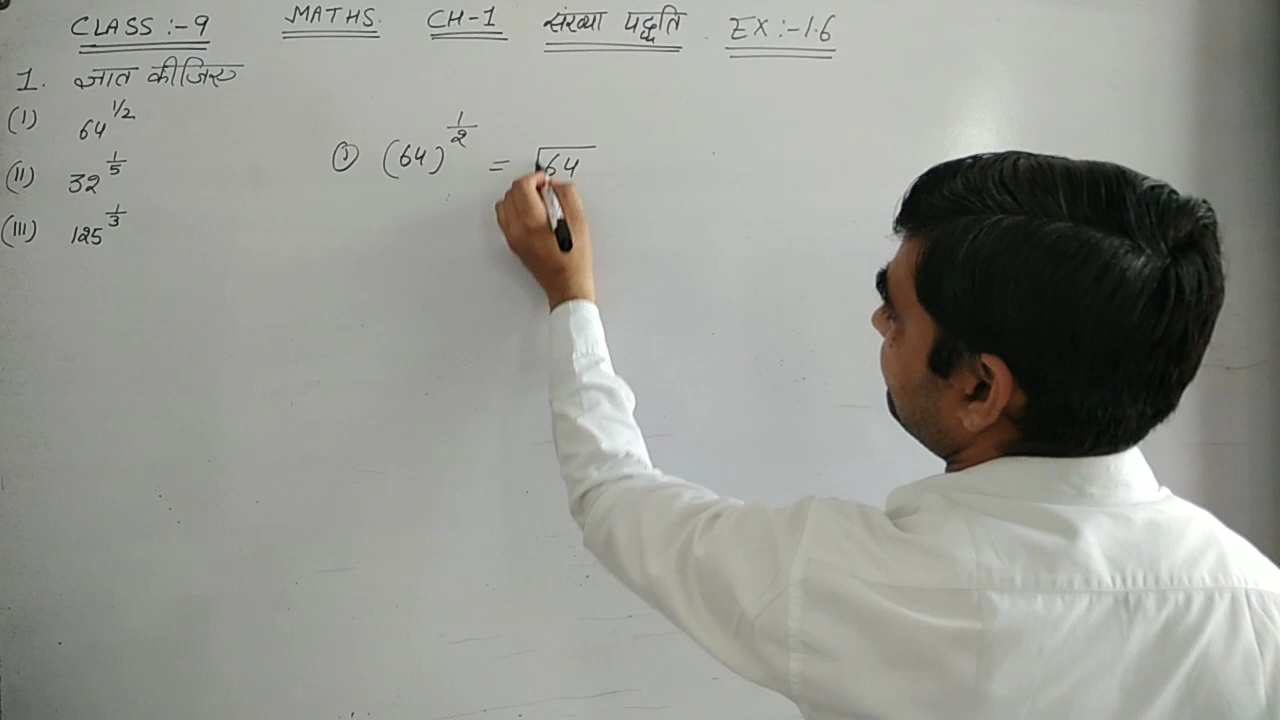 CLASS :- 9 MATHS. CH-1 संख्या पद्धति EX :- 1.6
1. ज्ञात कीजिए
(I) 64^1/2
(II) 32^1/5
(III) 125^1/3
① (64)^1/2 = √64